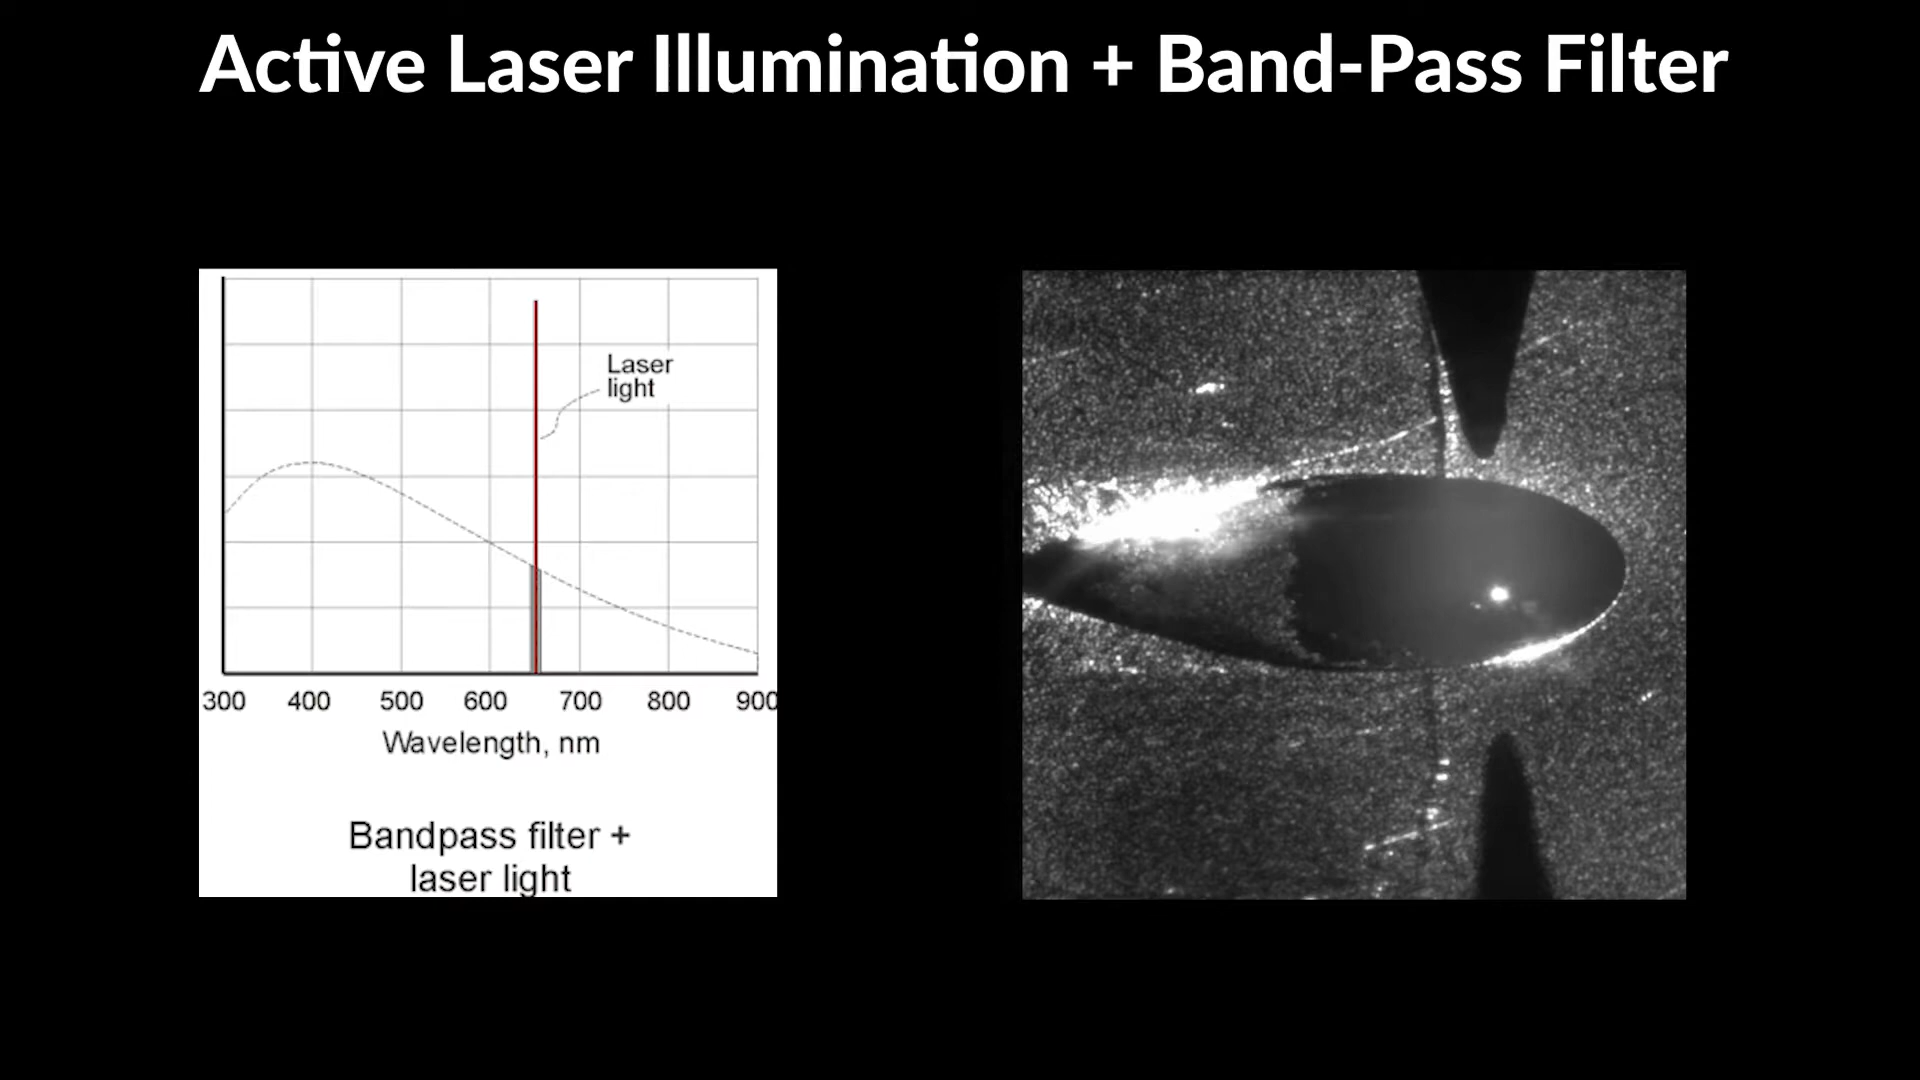 Active Laser Illumination + Band-Pass Filter
Laser
light
300 400 500 600 700 800 900
Wavelength, nm
Bandpass filter +
laser light